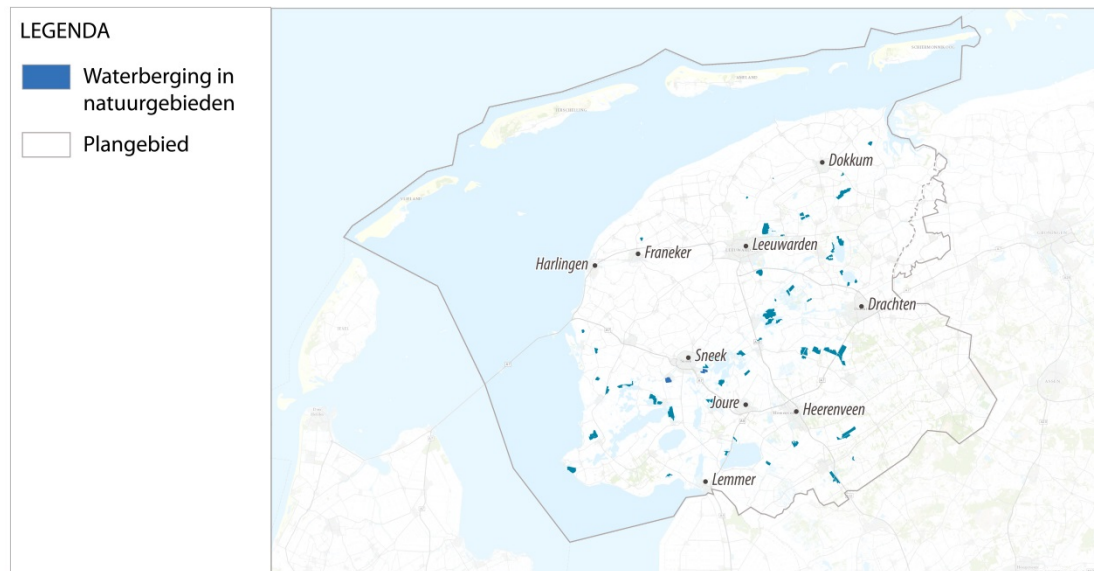 LEGENDA
Waterberging in
natuurgebieden
Plangebied
Dokkum
Leeuwarden
Franeker
Harlingen
Drachten
Sneek
Joure
Heerenveen
Lemmer